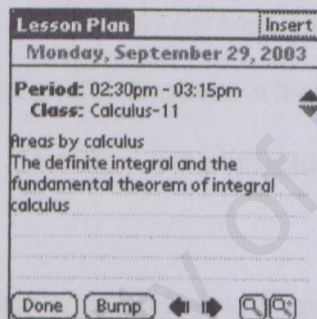 Lesson Plan Insert
Monday, September 29, 2003
Period: 02:30pm - 03:15pm
Class: Calculus-11
Areas by calculus
The definite integral and the
fundamental theorem of integral
calculus
Done Bump